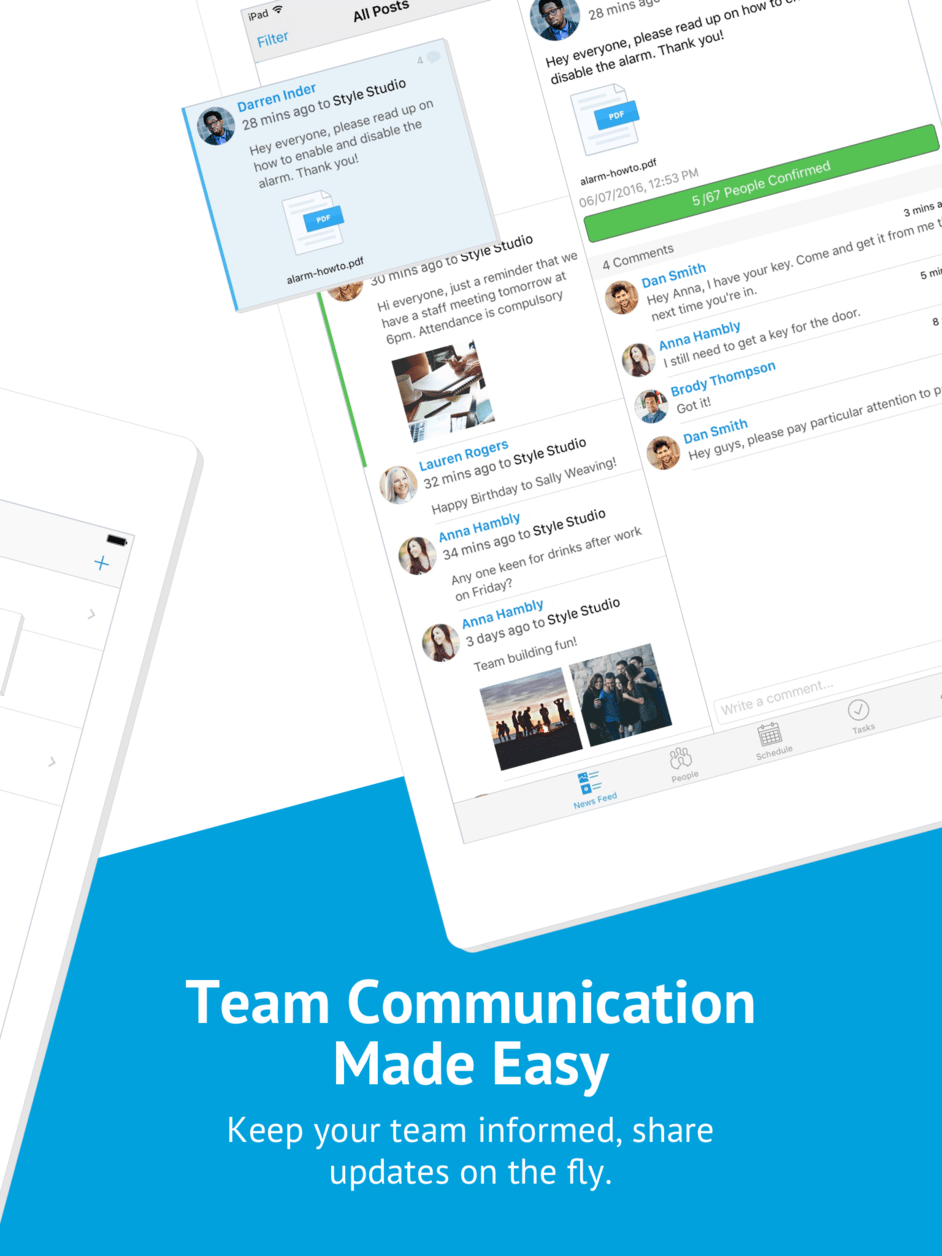 iPad
All Posts
Filter
4
Darren Inder
28 mins ago to Style Studio
Hey everyone, please read up on
how to enable and disable the
alarm. Thank you!
PDF
alarm-howto.pdf
30 mins ago to Style Studio
Hi everyone, just a reminder that we
have a staff meeting tomorrow at
6pm. Attendance is compulsory
Lauren Rogers
32 mins ago to Style Studio
Happy Birthday to Sally Weaving!
Anna Hambly
34 mins ago to Style Studio
Any one keen for drinks after work
on Friday?
Anna Hambly
3 days ago to Style Studio
Team building fun!
28 mins ago
Hey everyone, please read up on how to
disable the alarm. Thank you!
PDF
alarm-howto.pdf
06/07/2016, 12:53 PM
5/67 People Confirmed
4 Comments
3 mins
Dan Smith
Hey Anna, I have your key. Come and get it from me
next time you're in.
5
Anna Hambly
I still need to get a key for the door.
8
Brody Thompson
Got it!
Dan Smith
Hey guys, please pay particular attention to
Write a comment...
News Feed
People
Schedule
Tasks
+
Team Communication
Made Easy
Keep your team informed, share
updates on the fly.